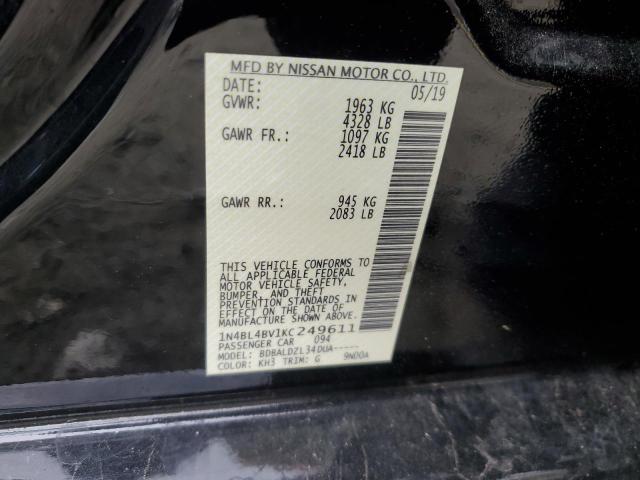 MFD BY NISSAN MOTOR CO., LTD.
DATE: 05/19
GVWR: 1963 KG
4328 LB
GAWR FR.: 1097 KG
2418 LB
GAWR RR.: 945 KG
2083 LB
THIS VEHICLE CONFORMS TO
ALL APPLICABLE FEDERAL
MOTOR VEHICLE SAFETY,
BUMPER, AND THEFT
PREVENTION STANDARDS
IN EFFECT ON THE DATE OF
MANUFACTURE SHOWN ABOVE.
1N4BL4BV1KC249611
PASSENGER CAR 094
MODEL: BDBALDZL34DUA-----
COLOR: KH3 TRIM: G 9N00A